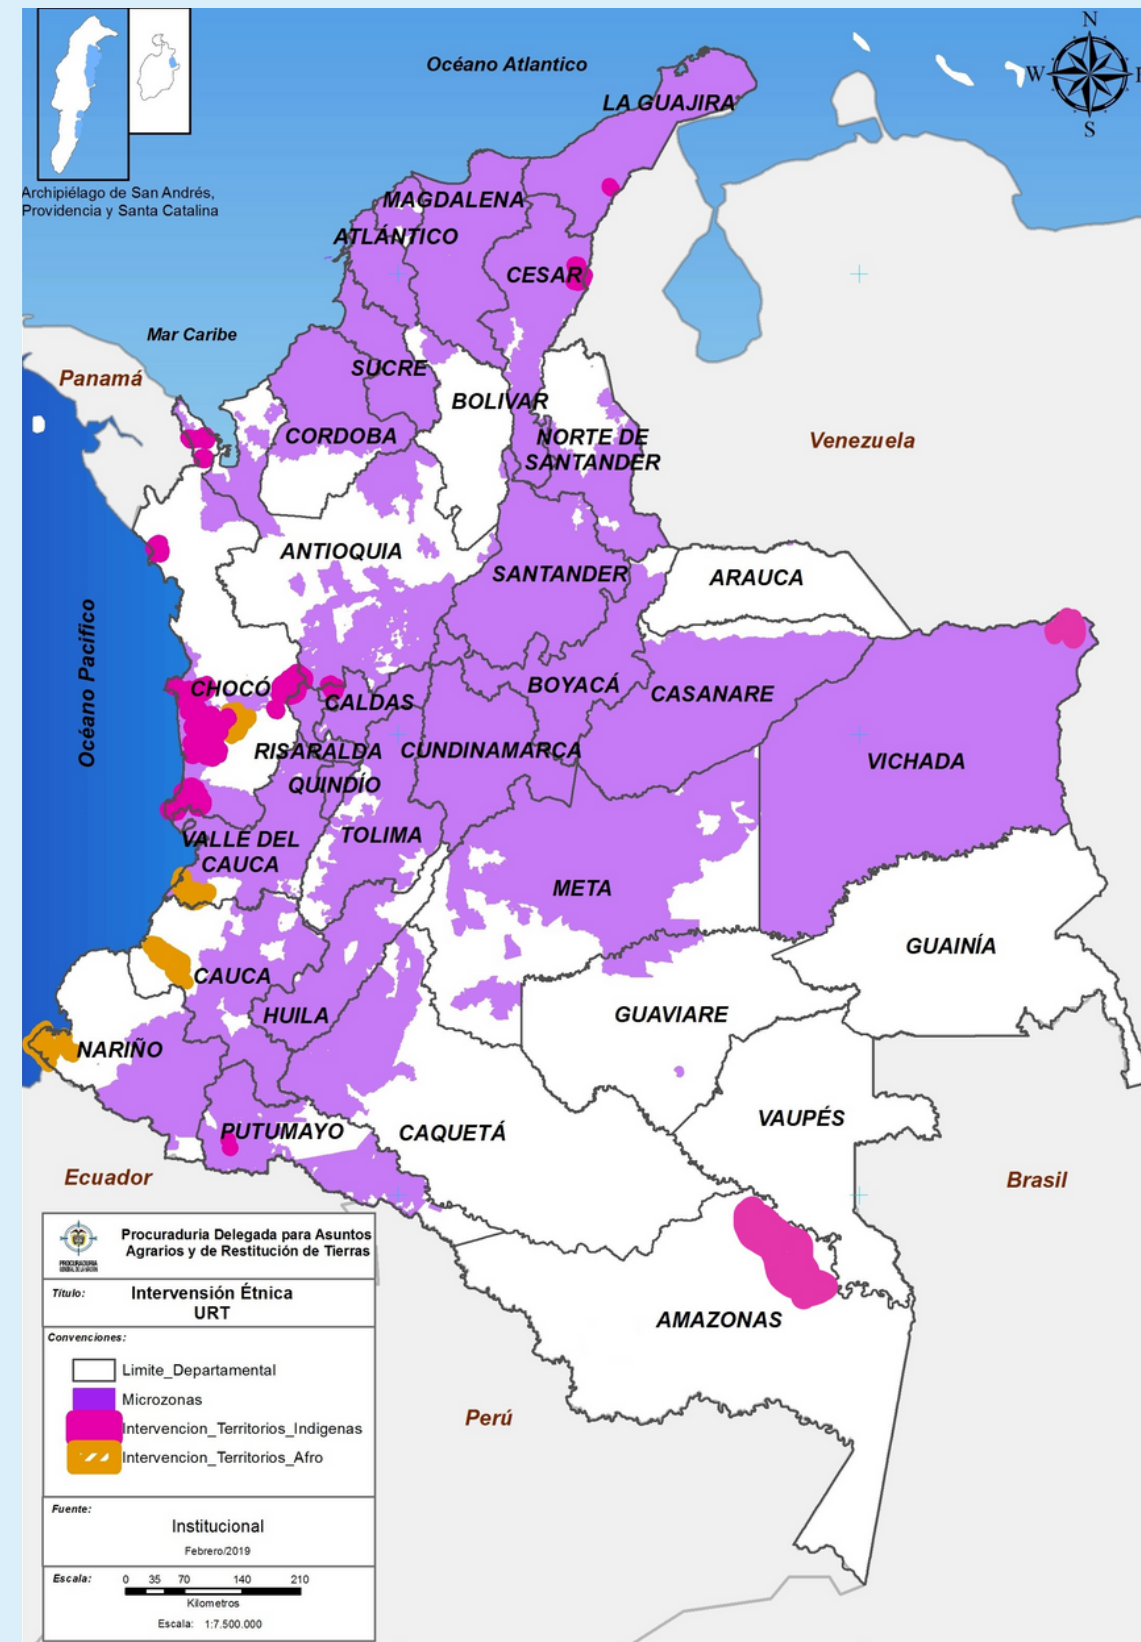 Océano Atlantico
N
W
S
LA GUAJIRA
Archipiélago de San Andrés,
Providencia y Santa Catalina
MAGDALENA
ATLÁNTICO
CESAR
Mar Caribe
Panamá
SUCRE
BOLIVAR
CORDOBA
NORTE DE
SANTANDER
Venezuela
ANTIOQUIA
SANTANDER
ARAUCA
Océano Pacifico
CHOCÓ
CALDAS
BOYACÁ
CASANARE
RISARALDA
CUNDINAMARCA
VICHADA
QUINDÍO
VALLE DEL
CAUCA
TOLIMA
META
GUAINÍA
CAUCA
HUILA
GUAVIARE
NARIÑO
PUTUMAYO
CAQUETÁ
VAUPÉS
Ecuador
Brasil
AMAZONAS
Perú
Procuraduria Delegada para Asuntos
Agrarios y de Restitución de Tierras
PROCURADURIA
Título:
Intervensión Étnica
URT
Convenciones:
Limite_Departamental
Microzonas
Intervencion_Territorios_Indigenas
Intervencion_Territorios_Afro
Fuente:
Institucional
Febrero/2019
Escala:
0 35 70 140 210
Kilometros
Escala: 1:7.500.000